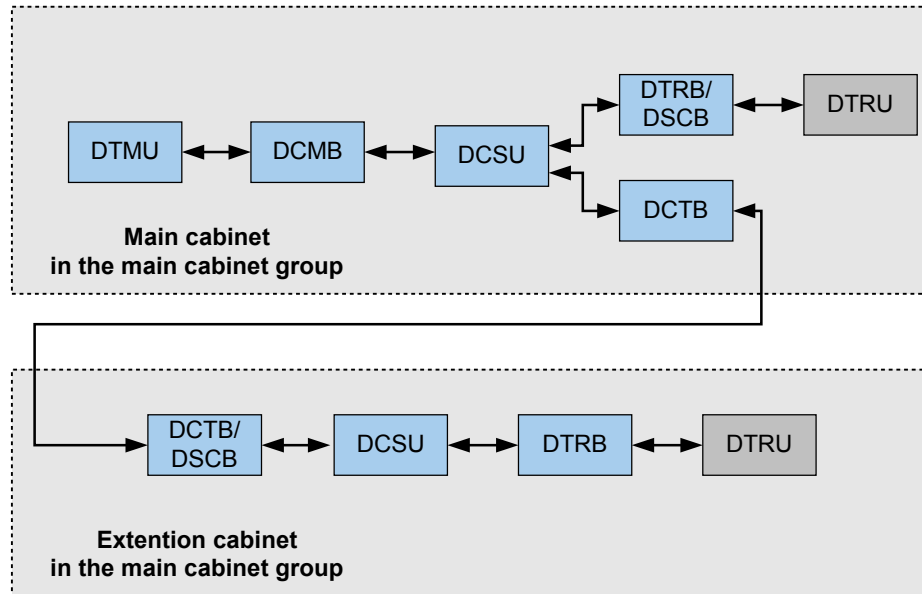 DTRB/
DSCB
DTRU
DTMU
DCMB
DCSU
DCTB
Main cabinet
in the main cabinet group
DCTB/
DSCB
DCSU
DTRB
DTRU
Extention cabinet
in the main cabinet group